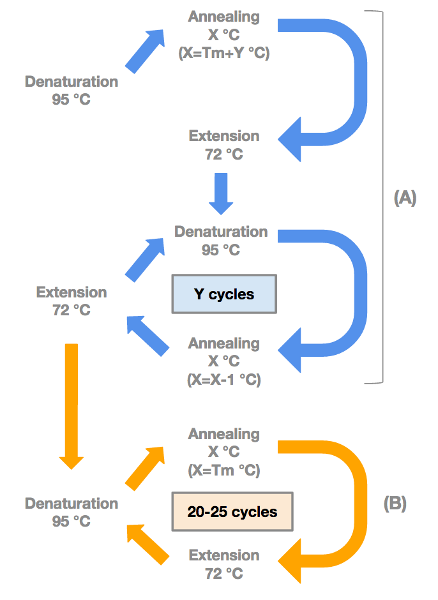 Annealing
X °C
(X=Tm+Y °C)
Denaturation
95 °C
Extension
72 °C
(A)
Denaturation
95 °C
Extension
72 °C
Y cycles
Annealing
X °C
(X=X-1 °C)
Annealing
X °C
(X=Tm °C)
Denaturation
95 °C
20-25 cycles
(B)
Extension
72 °C